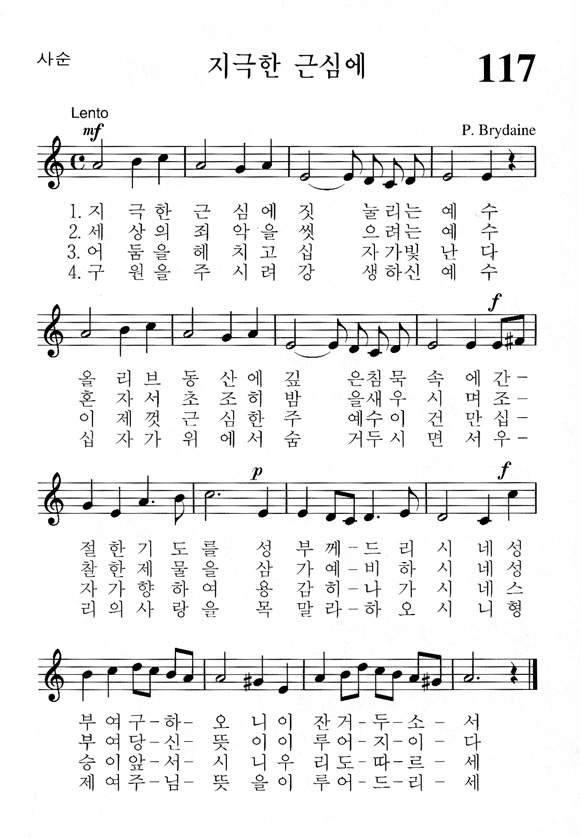 사순
지극한 근심에
117
Lento
mf
P. Brydaine
1.지 극 한 근 심 에 짓 눌 리 는 예 수
2.세 상 의 죄 악 을 씻 으 려 는 예 수
3.어 둠 을 헤 치 고 십 자 가 빛 난 다
4.구 원 을 주 시 려 강 생 하 신 예 수
f
올 리 브 동 산 에 깊 은 침 묵 속 에 간-
혼 자 서 초 조 히 밤 을 새 우 시 며 조-
이 제 껏 근 심 한 주 예 수 이 건 만 십-
십 자 가 위 에 서 숨 거 두 시 면 서 우-
p f
절 한 기 도 를 성 부 께-드 리 시 네 성
찰 한 제 물 을 삼 가 예-비 하 시 네 성
자 가 향 하 여 용 감 히-나 가 시 네 스
리 의 사 랑 을 목 말 라-하 오 시 니 형
부 여 구-하- 오 니 이 잔 거-두-소- 서
부 여 당-신- 뜻 이 이 루 어-지-이- 다
승 이 앞-서- 시 니 우 리 도-따-르- 세
제 여 주-님- 뜻 을 이 루 어-드-리- 세